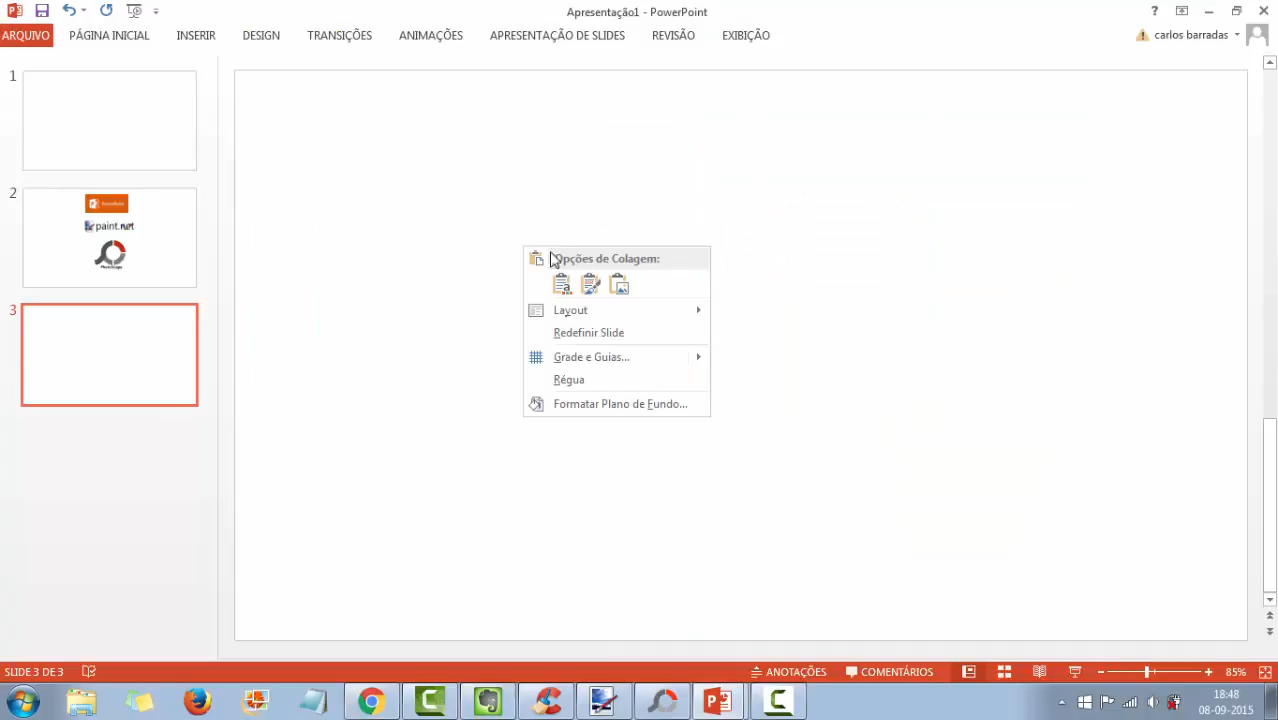 Apresentação1 - PowerPoint
ARQUIVO PÁGINA INICIAL INSERIR DESIGN TRANSIÇÕES ANIMAÇÕES APRESENTAÇÃO DE SLIDES REVISÃO EXIBIÇÃO carlos barradas
1
2
paint.net
3
Opções de Colagem:
Layout
Redefinir Slide
Grade e Guias...
Régua
Formatar Plano de Fundo...
SLIDE 3 DE 3 ANOTAÇÕES COMENTÁRIOS 85%
18:48
08-09-2015